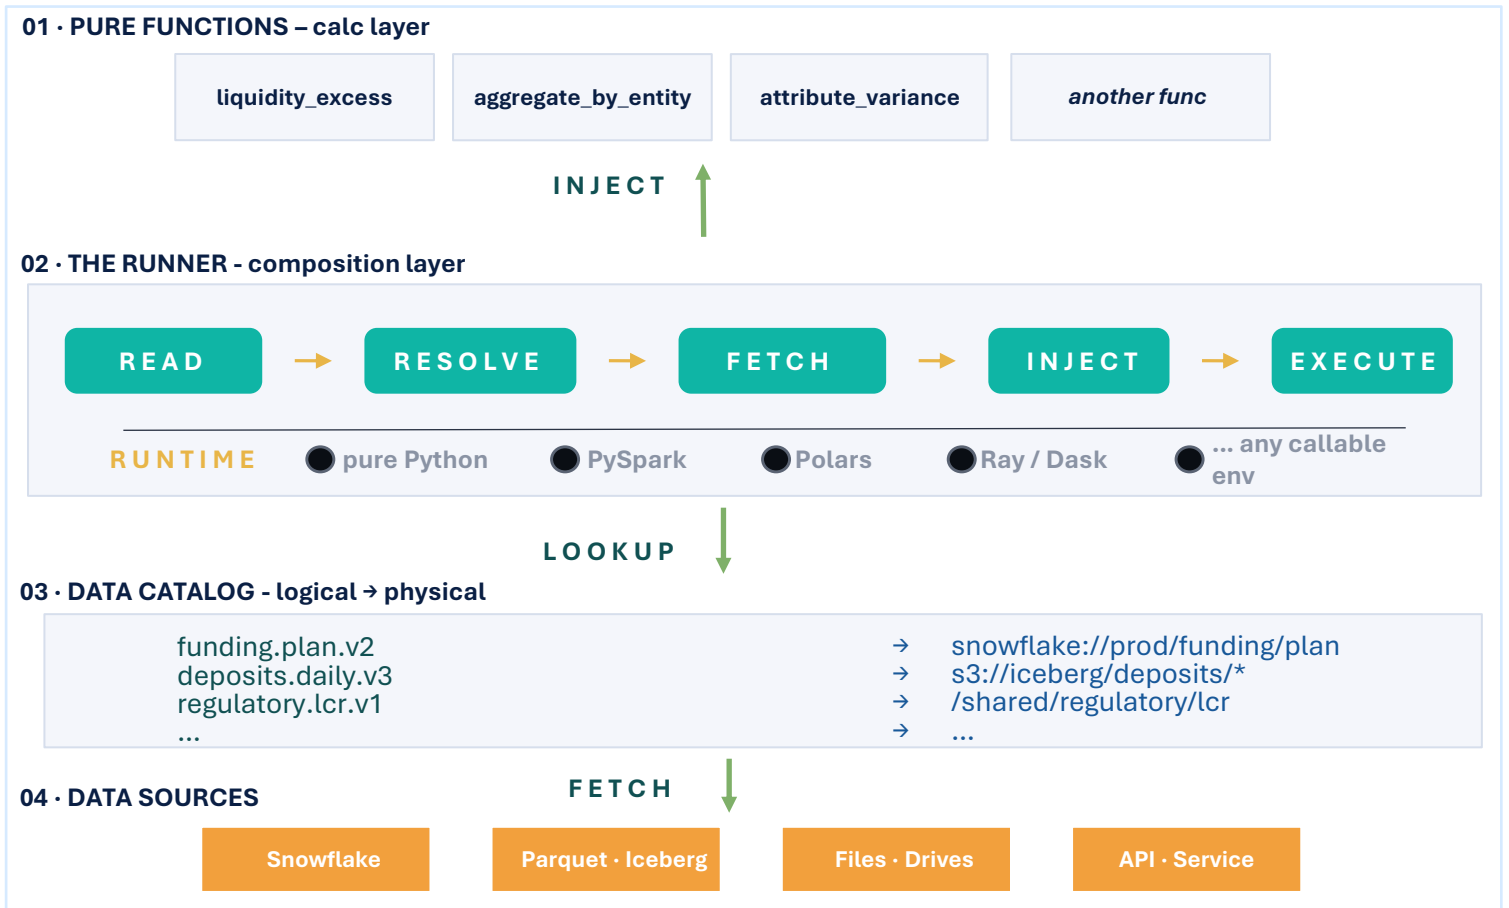 01 · PURE FUNCTIONS – calc layer
liquidity_excess
aggregate_by_entity
attribute_variance
another func
INJECT
02 · THE RUNNER - composition layer
READ
RESOLVE
FETCH
INJECT
EXECUTE
RUNTIME
pure Python
PySpark
Polars
Ray / Dask
... any callable
env
LOOKUP
03 · DATA CATALOG - logical → physical
funding.plan.v2 → snowflake://prod/funding/plan
deposits.daily.v3 → s3://iceberg/deposits/*
regulatory.lcr.v1 → /shared/regulatory/lcr
... → ...
FETCH
04 · DATA SOURCES
Snowflake
Parquet · Iceberg
Files · Drives
API · Service